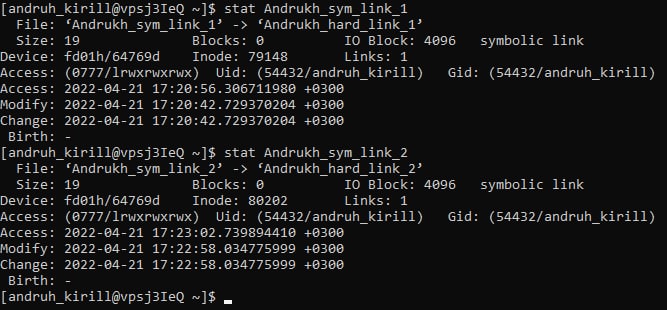 [andruh_kirill@vpsj3IeQ ~]$ stat Andrukh_sym_link_1
  File: ‘Andrukh_sym_link_1’ -> ‘Andrukh_hard_link_1’
  Size: 19              Blocks: 0          IO Block: 4096   symbolic link
Device: fd01h/64769d    Inode: 79148       Links: 1
Access: (0777/lrwxrwxrwx)  Uid: (54432/andruh_kirill)   Gid: (54432/andruh_kirill)
Access: 2022-04-21 17:20:56.306711980 +0300
Modify: 2022-04-21 17:20:42.729370204 +0300
Change: 2022-04-21 17:20:42.729370204 +0300
 Birth: -
[andruh_kirill@vpsj3IeQ ~]$ stat Andrukh_sym_link_2
  File: ‘Andrukh_sym_link_2’ -> ‘Andrukh_hard_link_2’
  Size: 19              Blocks: 0          IO Block: 4096   symbolic link
Device: fd01h/64769d    Inode: 80202       Links: 1
Access: (0777/lrwxrwxrwx)  Uid: (54432/andruh_kirill)   Gid: (54432/andruh_kirill)
Access: 2022-04-21 17:23:02.739894410 +0300
Modify: 2022-04-21 17:22:58.034775999 +0300
Change: 2022-04-21 17:22:58.034775999 +0300
 Birth: -
[andruh_kirill@vpsj3IeQ ~]$